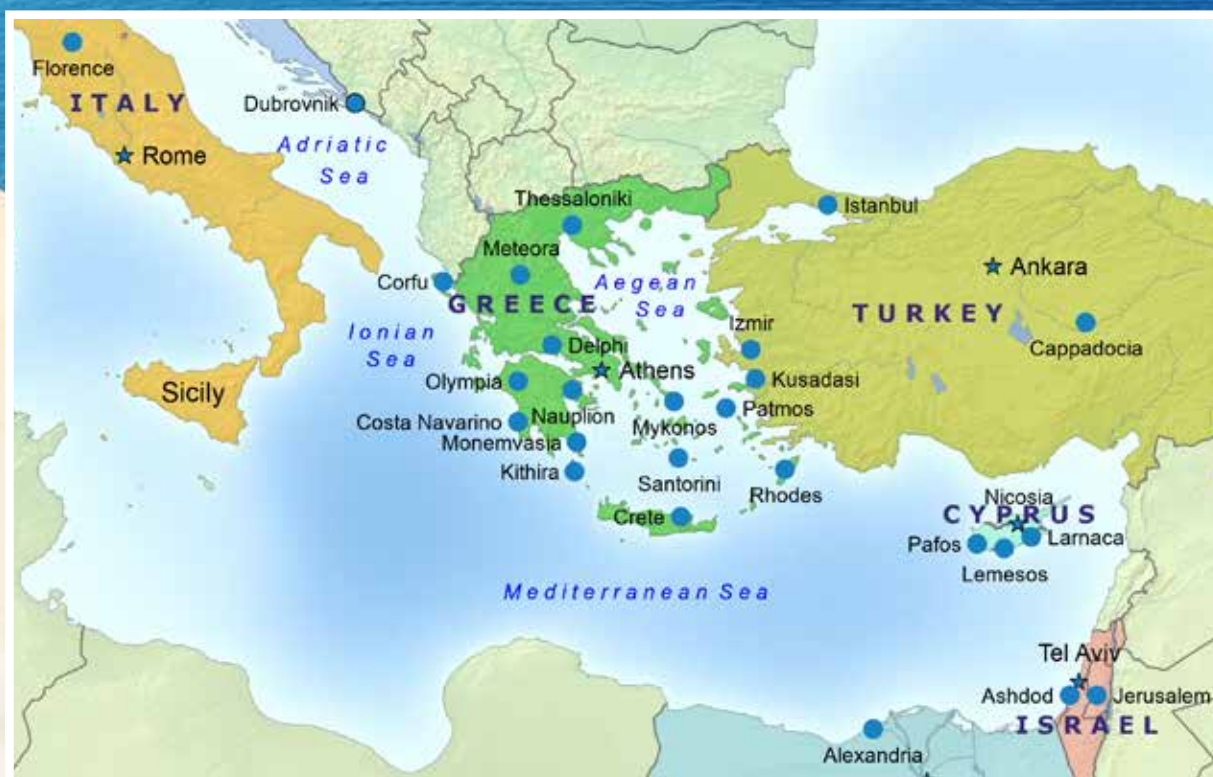 Florence
ITALY
Dubrovnik
Adriatic
Sea
Rome
Thessaloniki
Istanbul
Meteora
Ankara
Corfu
Aegean
Sea
GREECE
TURKEY
Ionian
Sea
Izmir
Cappadocia
Delphi
Athens
Sicily
Olympia
Kusadasi
Nauplion
Patmos
Costa Navarino
Mykonos
Monemvasia
Kithira
Santorini
Rhodes
Nicosia
Crete
CYPRUS
Pafos
Larnaca
Lemesos
Mediterranean Sea
Tel Aviv
Ashdod
Jerusalem
ISRAEL
Alexandria